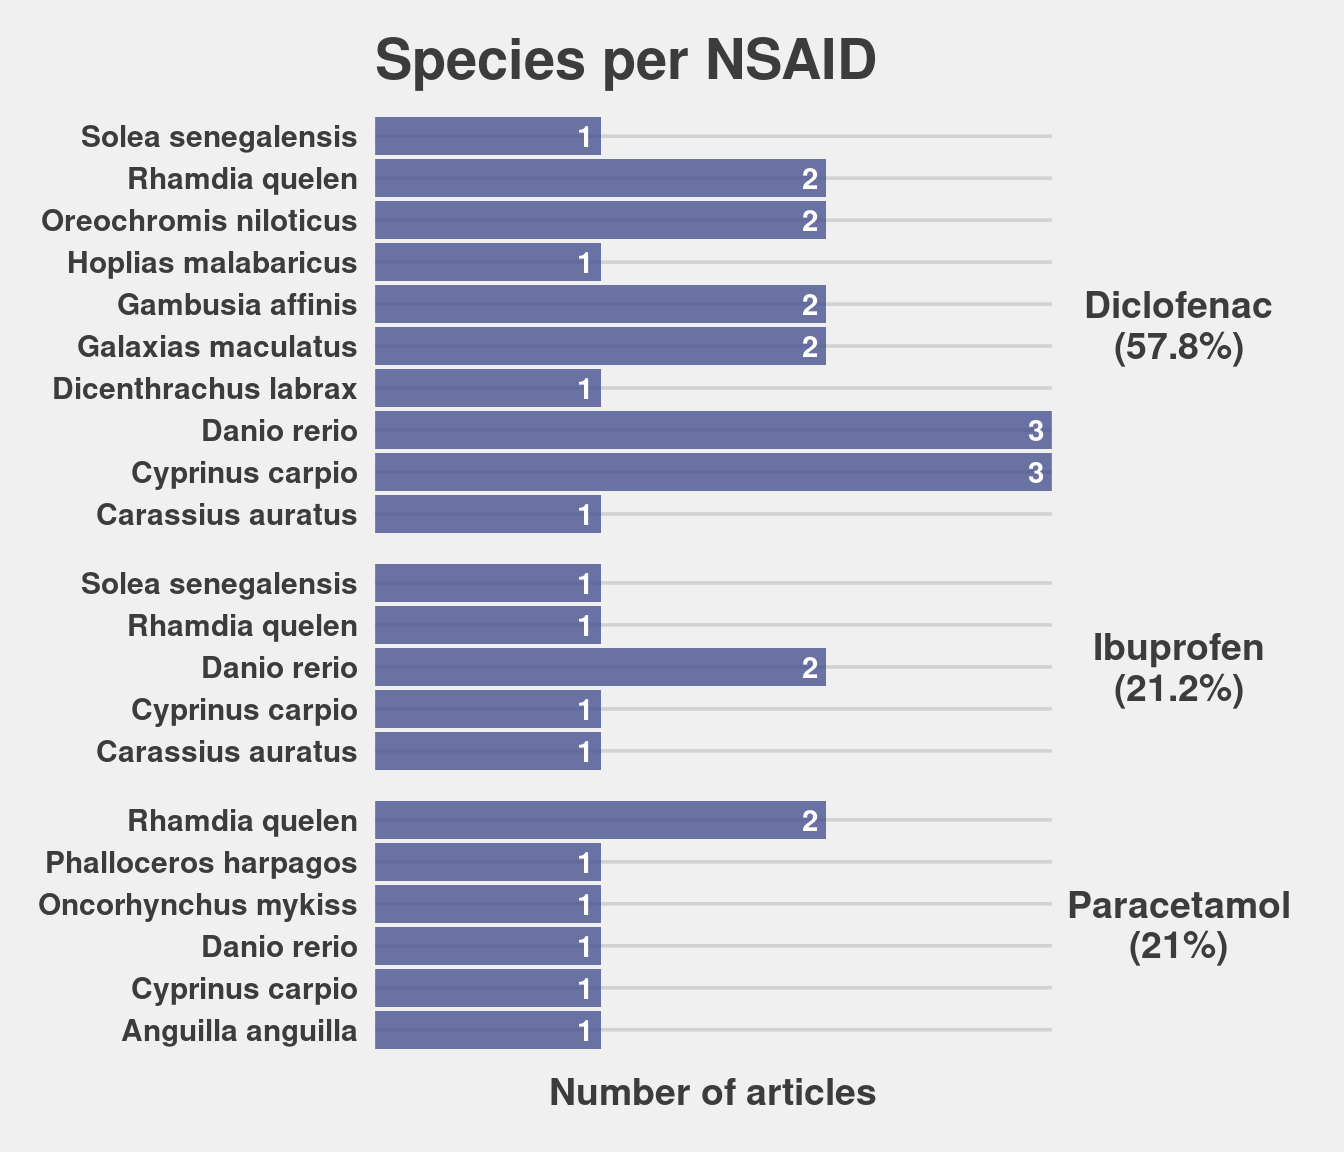 Species per NSAID
Solea senegalensis 1
Rhamdia quelen 2
Oreochromis niloticus 2
Hoplias malabaricus 1
Gambusia affinis 2
Galaxias maculatus 2
Dicenthrachus labrax 1
Danio rerio 3
Cyprinus carpio 3
Carassius auratus 1
Diclofenac
(57.8%)
Solea senegalensis 1
Rhamdia quelen 1
Danio rerio 2
Cyprinus carpio 1
Carassius auratus 1
Ibuprofen
(21.2%)
Rhamdia quelen 2
Phalloceros harpagos 1
Oncorhynchus mykiss 1
Danio rerio 1
Cyprinus carpio 1
Anguilla anguilla 1
Paracetamol
(21%)
Number of articles